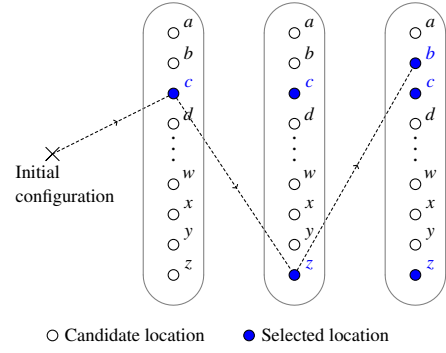 a a a
b b b
c c c
d d d
Initial
configuration
w w w
x x x
y y y
z z z
Candidate location Selected location